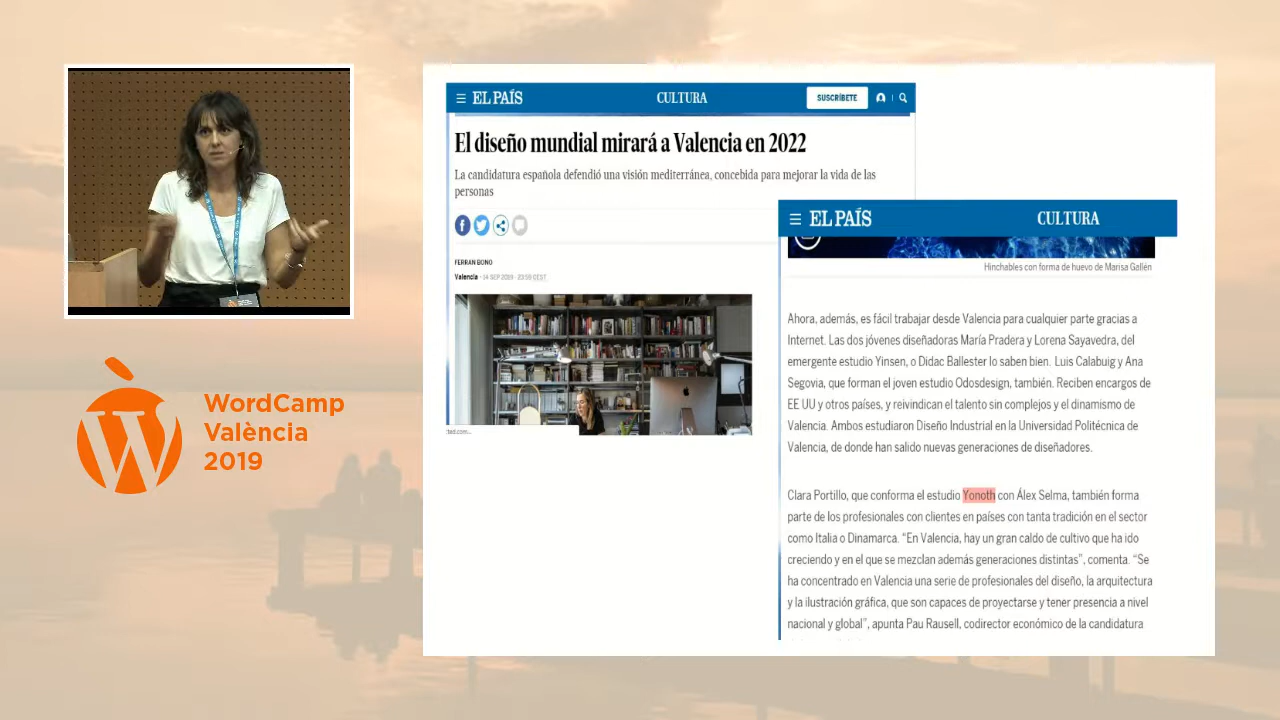 EL PAÍS
CULTURA
SUSCRÍBETE
El diseño mundial mirará a Valencia en 2022
La candidatura española defendió una visión mediterránea, concebida para mejorar la vida de las
personas
FERRAN BONO
Valencia - 14 SEP 2019 - 23:59 CEST
EL PAÍS
CULTURA
Hinchables con forma de huevo de Marisa Gallén
Ahora, además, es fácil trabajar desde Valencia para cualquier parte gracias a
Internet. Las dos jóvenes diseñadoras María Pradera y Lorena Sayavedra, del
emergente estudio Yinsen, o Didac Ballester lo saben bien. Luis Calabuig y Ana
Segovia, que forman el joven estudio Odosdesign, también. Reciben encargos de
EE UU y otros países, y reivindican el talento sin complejos y el dinamismo de
Valencia. Ambos estudiaron Diseño Industrial en la Universidad Politécnica de
Valencia, de donde han salido nuevas generaciones de diseñadores.
Clara Portillo, que conforma el estudio Yonoth con Álex Selma, también forma
parte de los profesionales con clientes en países con tanta tradición en el sector
como Italia o Dinamarca. “En Valencia, hay un gran caldo de cultivo que ha ido
creciendo y en el que se mezclan además generaciones distintas”, comenta. “Se
ha concentrado en Valencia una serie de profesionales del diseño, la arquitectura
y la ilustración gráfica, que son capaces de proyectarse y tener presencia a nivel
nacional y global”, apunta Pau Rausell, codirector económico de la candidatura
WordCamp
València
2019